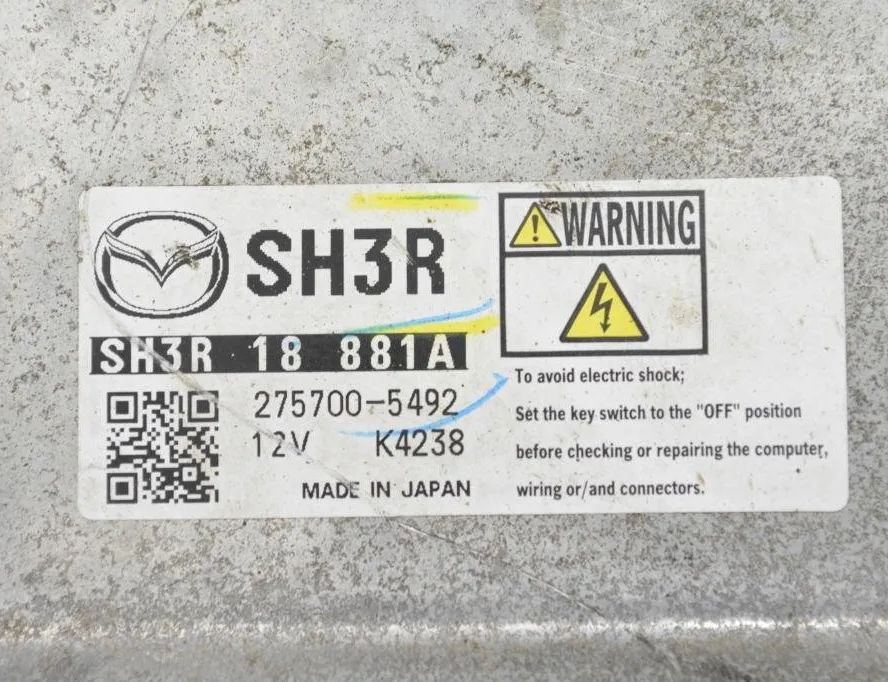 SH3R
SH3R 18 881A
275700-5492
12V K4238
MADE IN JAPAN
WARNING
To avoid electric shock;
Set the key switch to the "OFF" position
before checking or repairing the computer,
wiring or/and connectors.